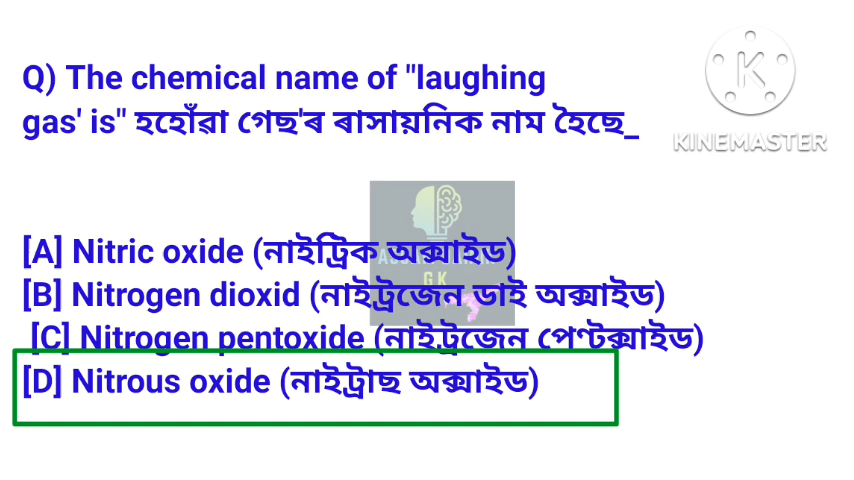 Q) The chemical name of "laughing
gas' is" হহোঁৱা গেছ'ৰ ৰাসায়নিক নাম হৈছে_
KINEMASTER
[A] Nitric oxide (নাইট্ৰিক অক্সাইড)
[B] Nitrogen dioxid (নাইট্ৰজেন ডাই অক্সাইড)
[C] Nitrogen pentoxide (নাইট্ৰজেন পেণ্টক্সাইড)
[D] Nitrous oxide (নাইট্ৰাছ অক্সাইড)
G.K